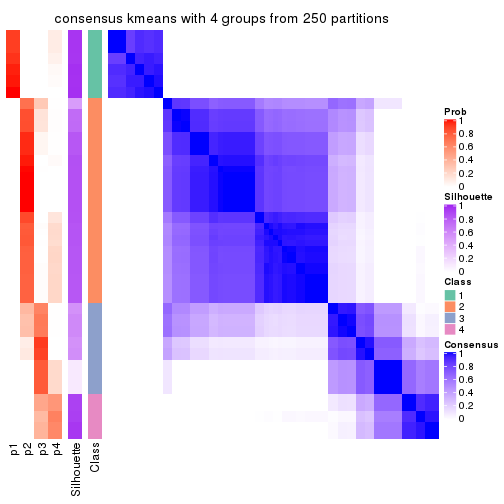 consensus kmeans with 4 groups from 250 partitions
Prob
1
0.8
0.6
0.4
0.2
0
Silhouette
1
0.8
0.6
0.4
0.2
0
Class
1
2
3
4
Consensus
1
0.8
0.6
0.4
0.2
0
p1
p2
p3
p4
Silhouette
Class